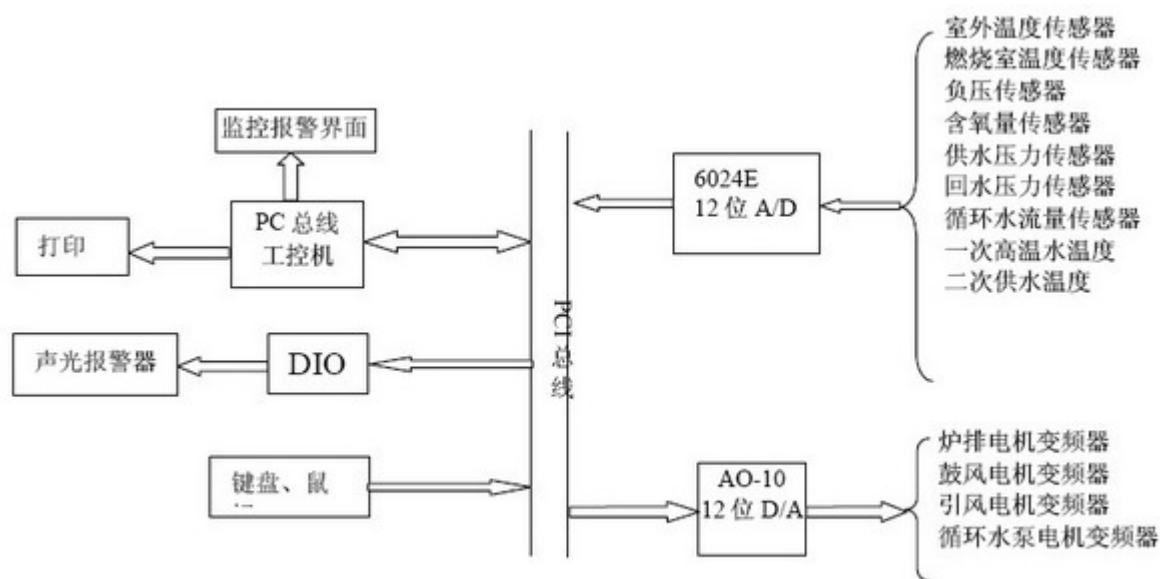 室外温度传感器
燃烧室温度传感器
负压传感器
含氧量传感器
供水压力传感器
回水压力传感器
循环水流量传感器
一次高温水温度
二次供水温度
监控报警界面
6024E
12 位 A/D
PC 总线
工控机
打印
PCI 总线
声光报警器
DIO
键盘、鼠
AO-10
12 位 D/A
炉排电机变频器
鼓风电机变频器
引风电机变频器
循环水泵电机变频器